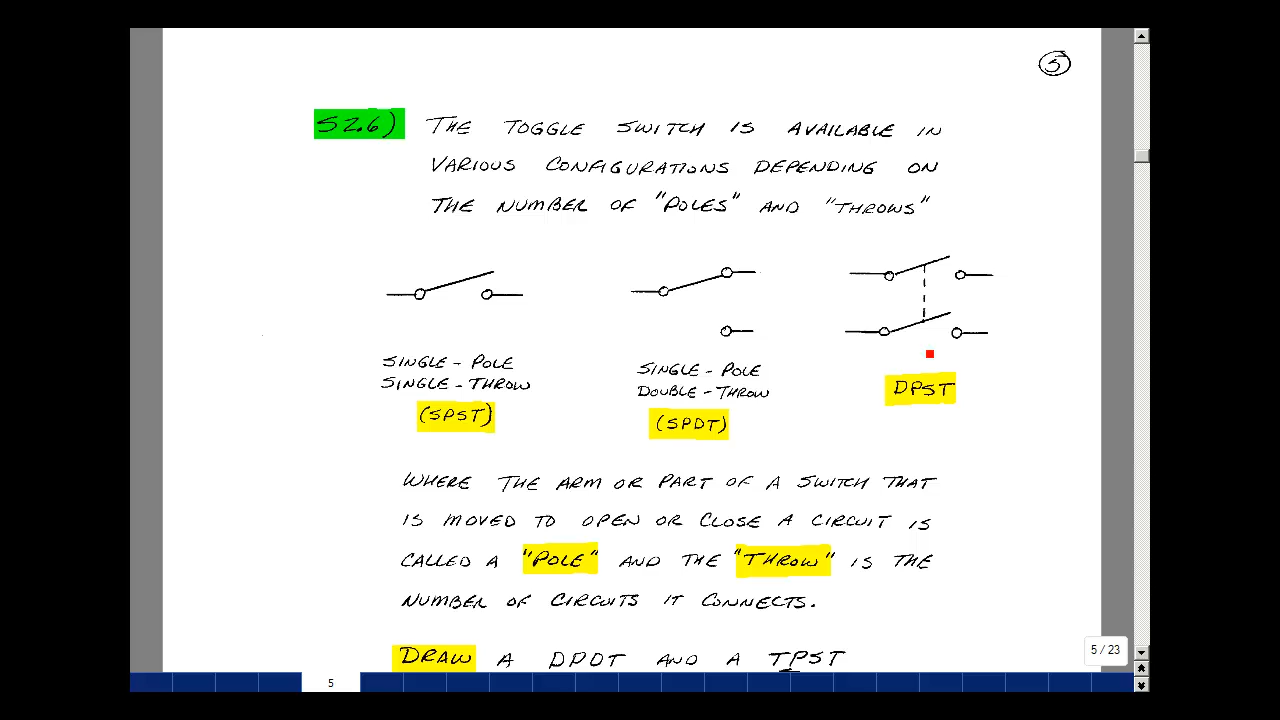 5
S2.6) THE TOGGLE SWITCH IS AVAILABLE IN
VARIOUS CONFIGURATIONS DEPENDING ON
THE NUMBER OF "POLES" AND "THROWS"
SINGLE - POLE
SINGLE - THROW
(SPST)
SINGLE - POLE
DOUBLE - THROW
(SPDT)
DPST
WHERE THE ARM OR PART OF A SWITCH THAT
IS MOVED TO OPEN OR CLOSE A CIRCUIT IS
CALLED A "POLE" AND THE "THROW" IS THE
NUMBER OF CIRCUITS IT CONNECTS.
DRAW A DPDT AND A TPST
5 / 23
5